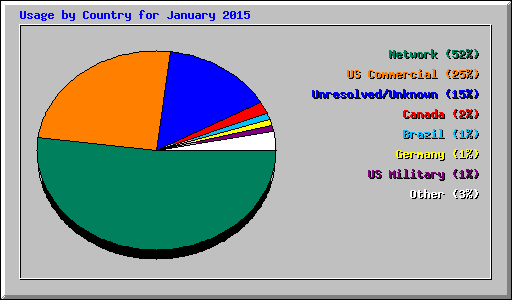 Usage by Country for January 2015
Network (52%)
US Commercial (25%)
Unresolved/Unknown (15%)
Canada (2%)
Brazil (1%)
Germany (1%)
US Military (1%)
Other (3%)